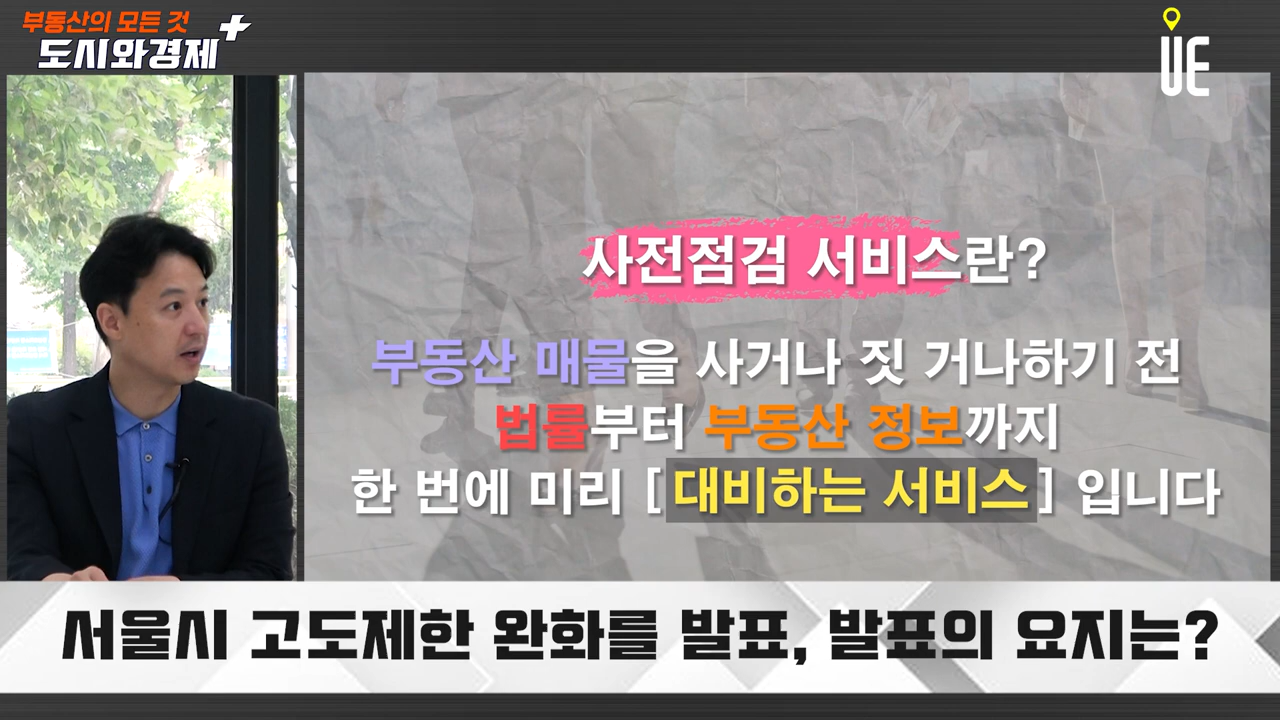 부동산의 모든 것
도시와경제+
UE
사전점검 서비스란?
부동산 매물을 사거나 짓 거나하기 전
법률부터 부동산 정보까지
한 번에 미리 [대비하는 서비스] 입니다
서울시 고도제한 완화를 발표, 발표의 요지는?